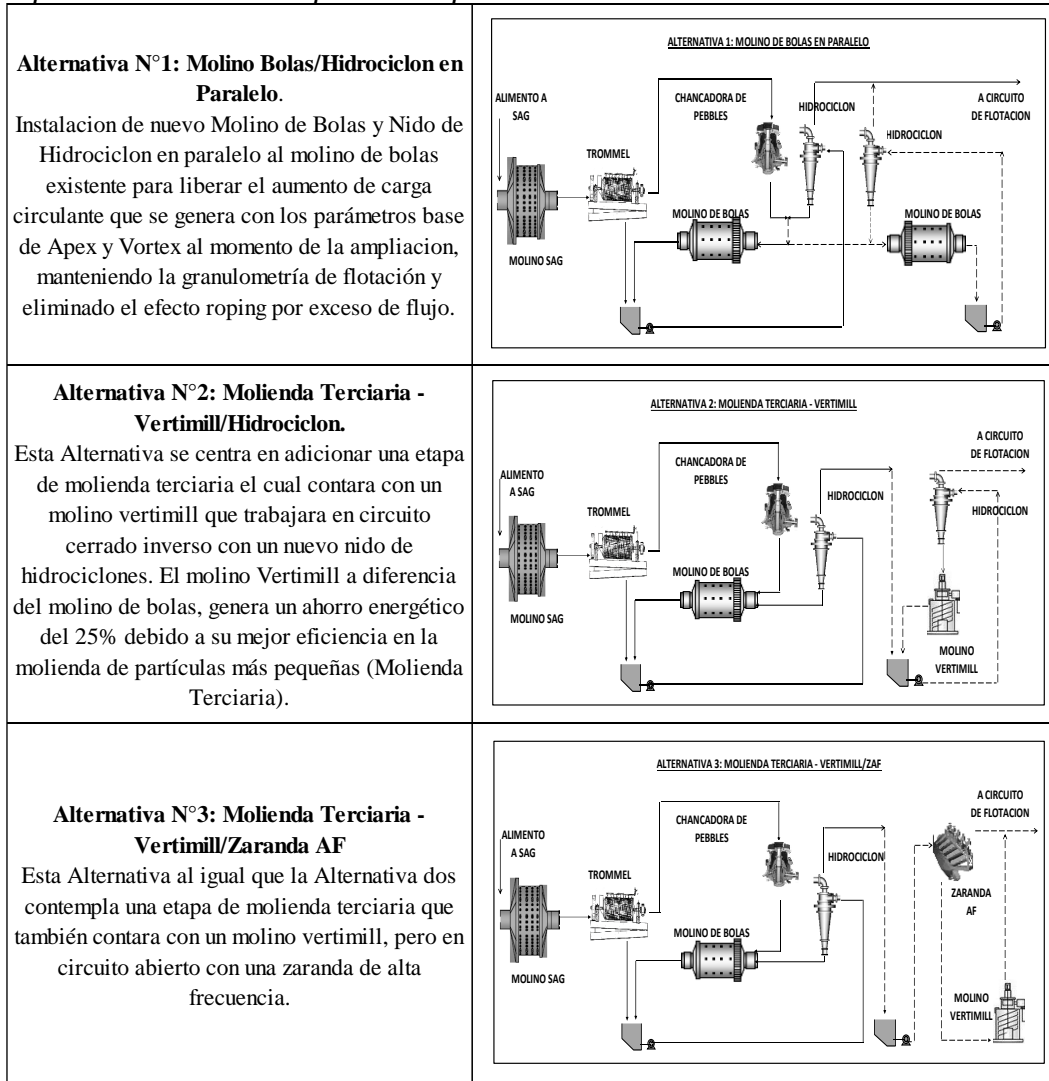 Alternativa N°1: Molino Bolas/Hidrociclon en
Paralelo.
Instalacion de nuevo Molino de Bolas y Nido de
Hidrociclon en paralelo al molino de bolas
existente para liberar el aumento de carga
circulante que se genera con los parámetros base
de Apex y Vortex al momento de la ampliacion,
manteniendo la granulometría de flotación y
eliminado el efecto roping por exceso de flujo.
ALTERNATIVA 1: MOLINO DE BOLAS EN PARALELO
ALIMENTO A
SAG
CHANCADORA DE
PEBBLES
HIDROCICLON
A CIRCUITO
DE FLOTACION
HIDROCICLON
TROMMEL
MOLINO DE BOLAS
MOLINO DE BOLAS
MOLINO SAG
Alternativa N°2: Molienda Terciaria -
Vertimill/Hidrociclon.
Esta Alternativa se centra en adicionar una etapa
de molienda terciaria el cual contara con un
molino vertimill que trabajara en circuito
cerrado inverso con un nuevo nido de
hidrociclones. El molino Vertimill a diferencia
del molino de bolas, genera un ahorro energético
del 25% debido a su mejor eficiencia en la
molienda de partículas más pequeñas (Molienda
Terciaria).
ALTERNATIVA 2: MOLIENDA TERCIARIA - VERTIMILL
A CIRCUITO
DE FLOTACION
ALIMENTO
A SAG
CHANCADORA DE
PEBBLES
HIDROCICLON
HIDROCICLON
TROMMEL
MOLINO DE BOLAS
MOLINO SAG
MOLINO
VERTIMILL
Alternativa N°3: Molienda Terciaria -
Vertimill/Zaranda AF
Esta Alternativa al igual que la Alternativa dos
contempla una etapa de molienda terciaria que
también contara con un molino vertimill, pero en
circuito abierto con una zaranda de alta
frecuencia.
ALTERNATIVA 3: MOLIENDA TERCIARIA - VERTIMILL/ZAF
A CIRCUITO
DE FLOTACION
ALIMENTO
A SAG
CHANCADORA DE
PEBBLES
HIDROCICLON
TROMMEL
ZARANDA
AF
MOLINO DE BOLAS
MOLINO SAG
MOLINO
VERTIMILL